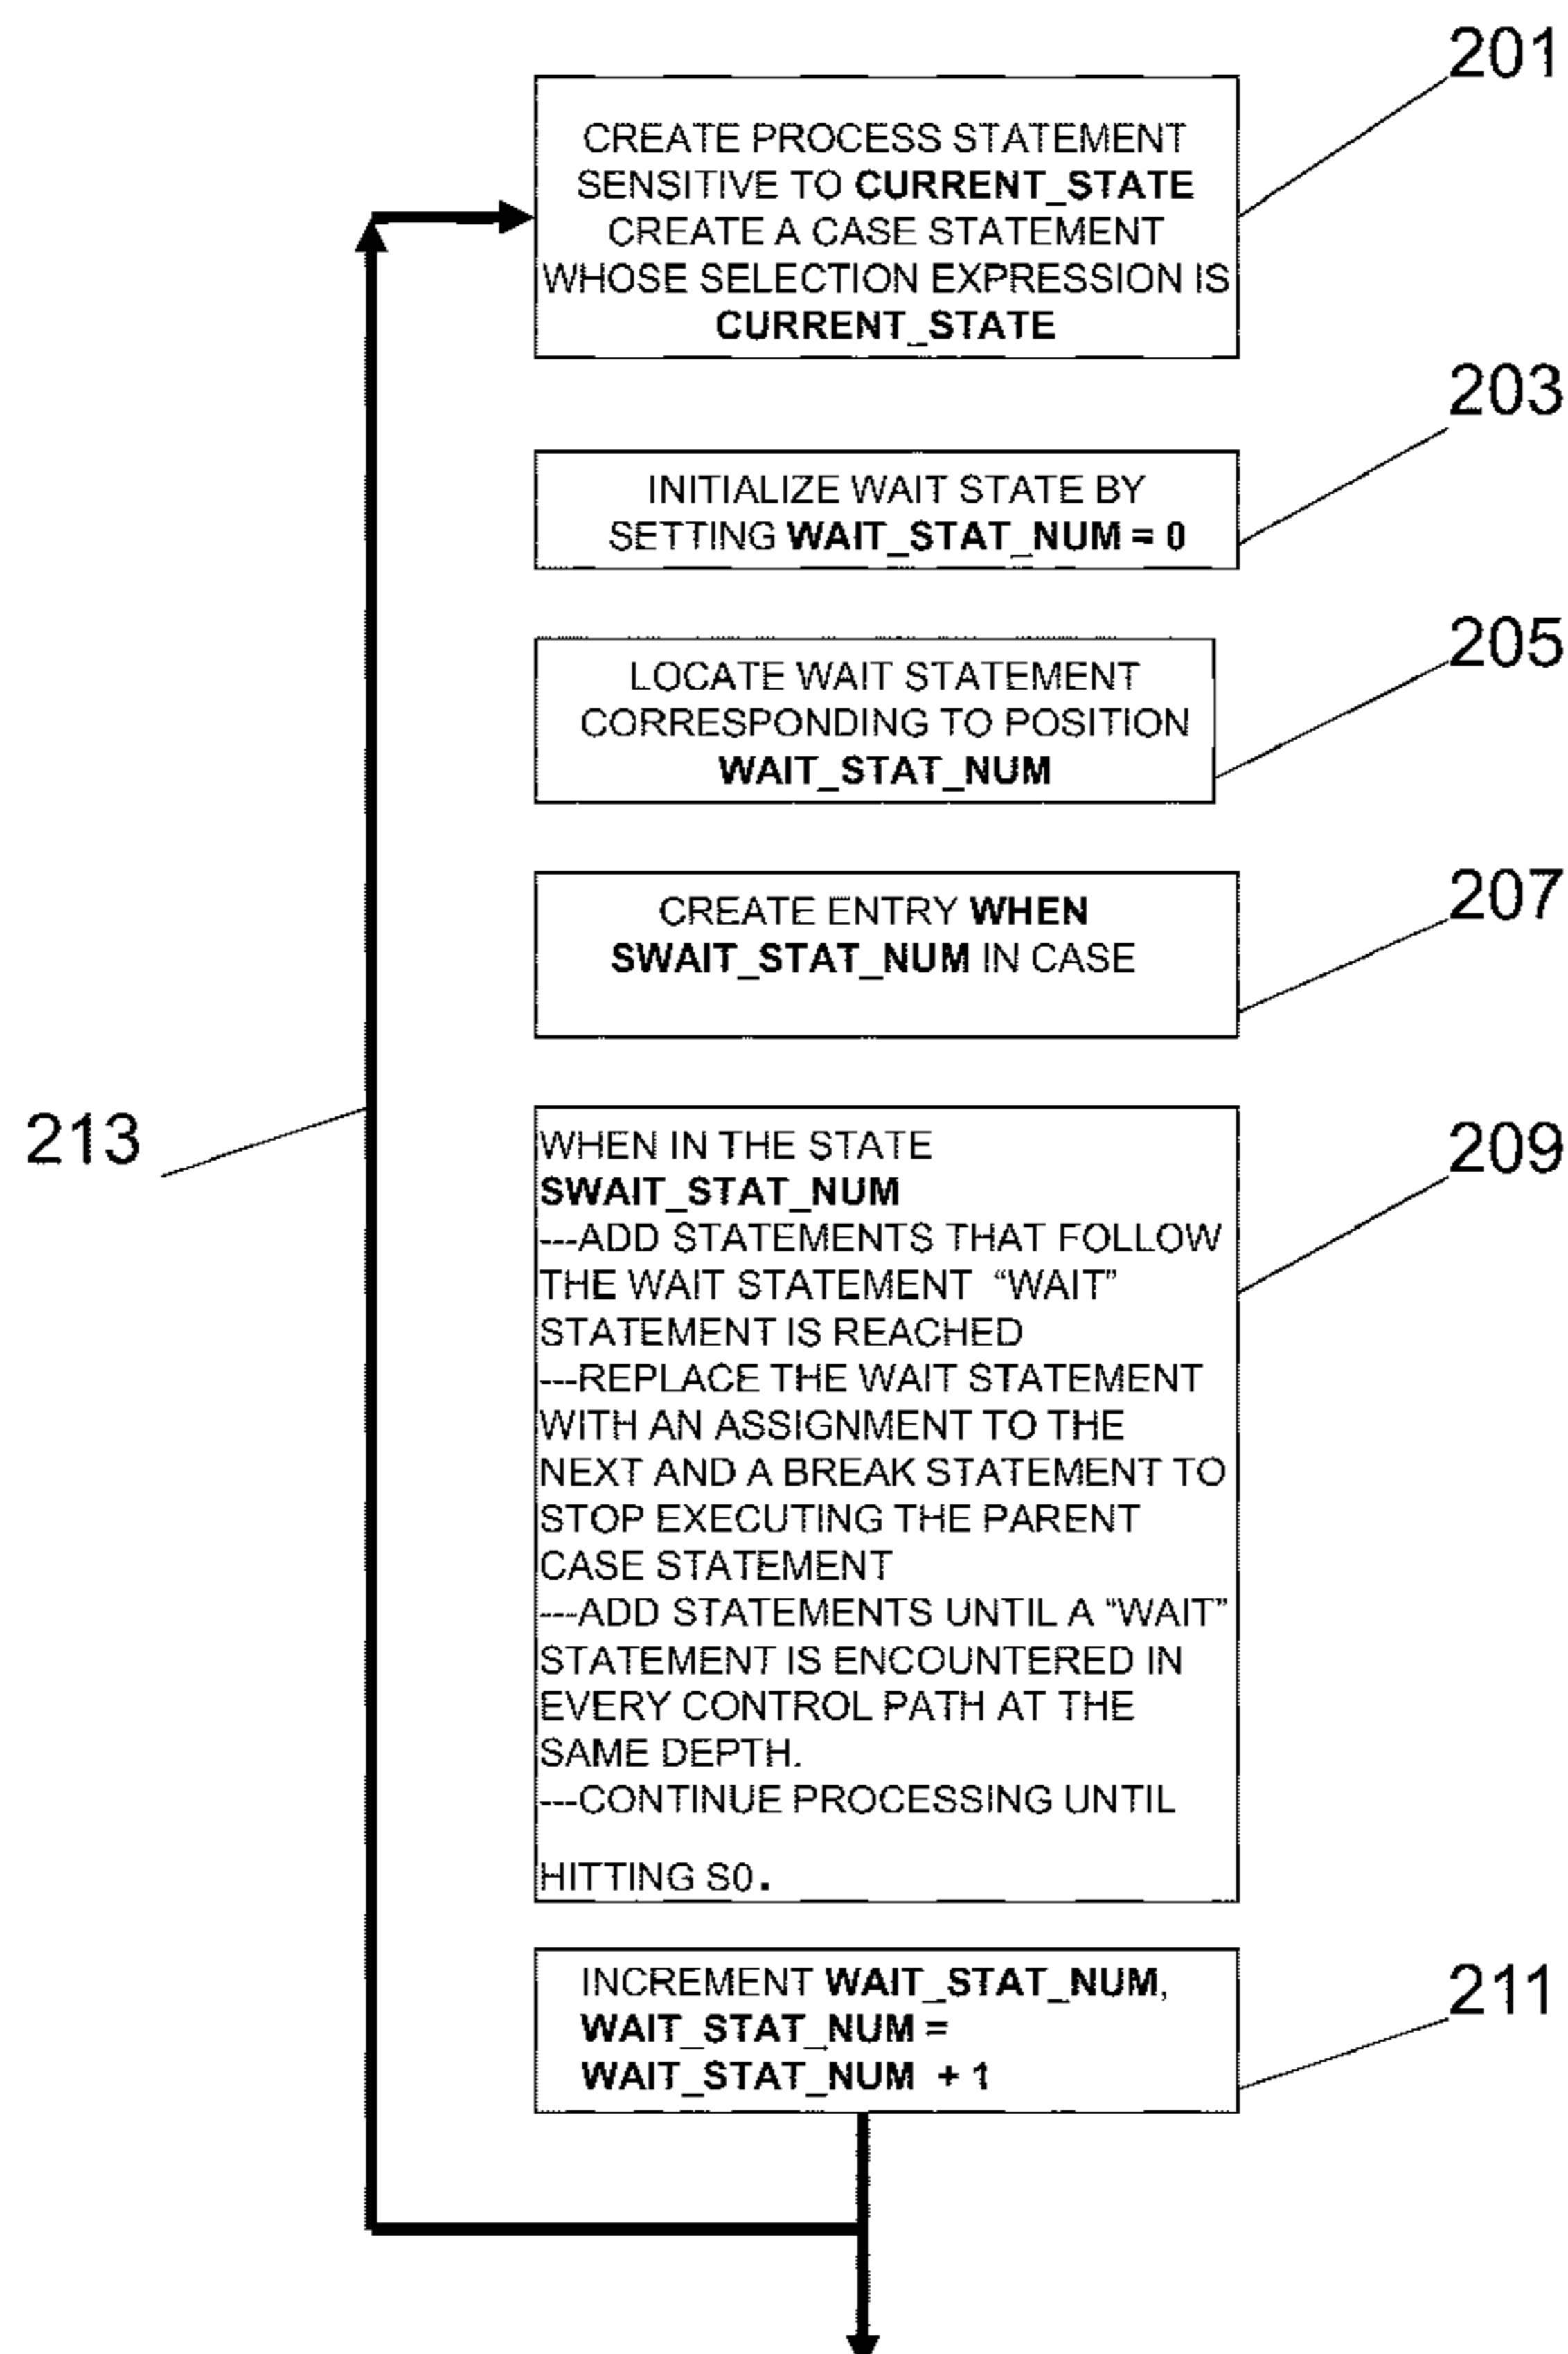 201
CREATE PROCESS STATEMENT
SENSITIVE TO CURRENT_STATE
CREATE A CASE STATEMENT
WHOSE SELECTION EXPRESSION IS
CURRENT_STATE
203
INITIALIZE WAIT STATE BY
SETTING WAIT_STAT_NUM = 0
205
LOCATE WAIT STATEMENT
CORRESPONDING TO POSITION
WAIT_STAT_NUM
207
CREATE ENTRY WHEN
SWAIT_STAT_NUM IN CASE
213
209
WHEN IN THE STATE
SWAIT_STAT_NUM
---ADD STATEMENTS THAT FOLLOW
THE WAIT STATEMENT “WAIT”
STATEMENT IS REACHED
---REPLACE THE WAIT STATEMENT
WITH AN ASSIGNMENT TO THE
NEXT AND A BREAK STATEMENT TO
STOP EXECUTING THE PARENT
CASE STATEMENT
---ADD STATEMENTS UNTIL A “WAIT”
STATEMENT IS ENCOUNTERED IN
EVERY CONTROL PATH AT THE
SAME DEPTH.
---CONTINUE PROCESSING UNTIL
HITTING S0.
211
INCREMENT WAIT_STAT_NUM,
WAIT_STAT_NUM =
WAIT_STAT_NUM + 1